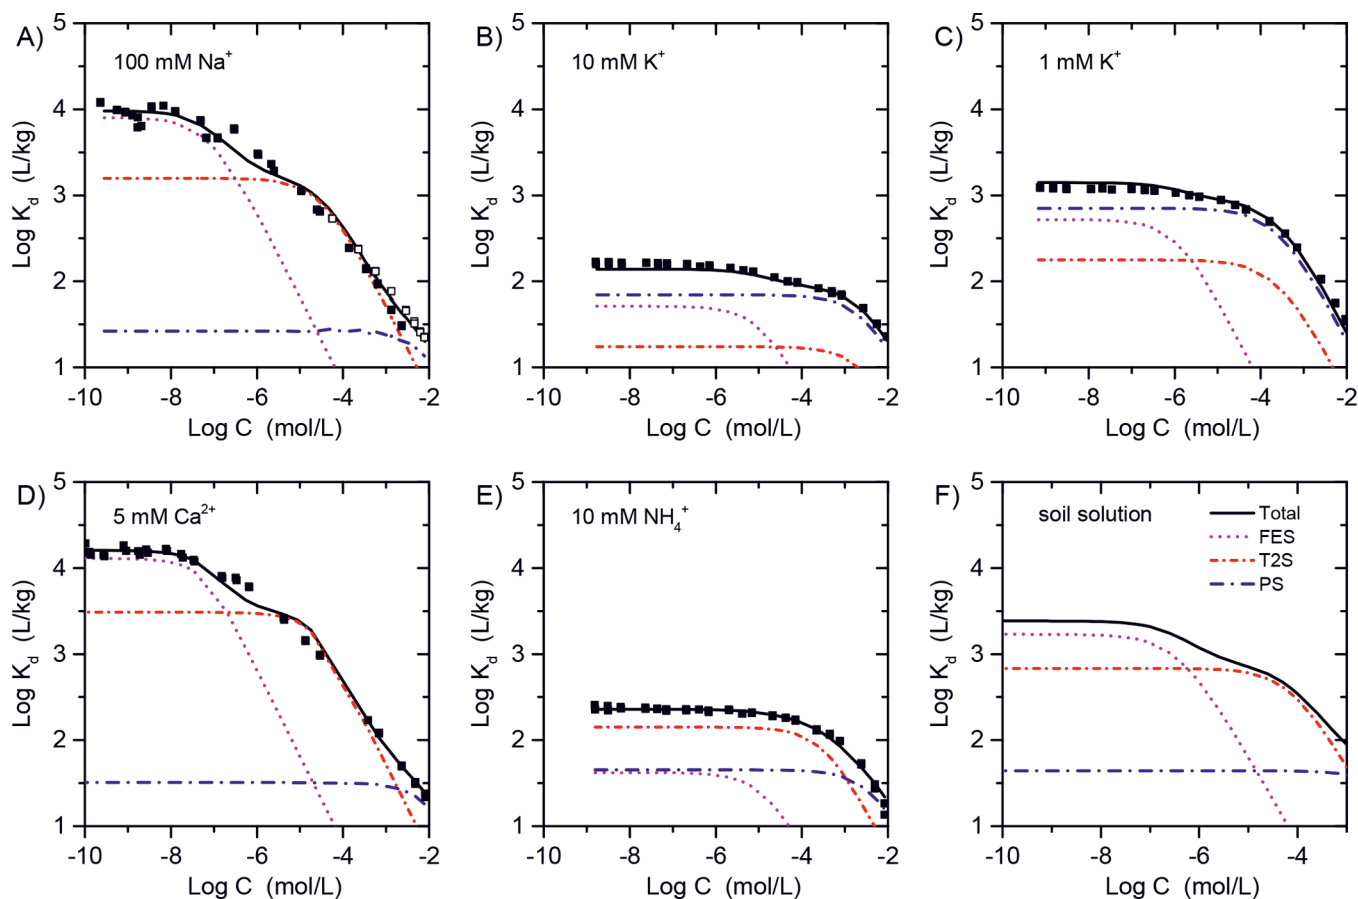 A)
100 mM Na⁺
Log K_d (L/kg)
5
4
3
2
1
-10 -8 -6 -4 -2
Log C (mol/L)
B)
10 mM K⁺
Log K_d (L/kg)
5
4
3
2
1
-10 -8 -6 -4 -2
Log C (mol/L)
C)
1 mM K⁺
Log K_d (L/kg)
5
4
3
2
1
-10 -8 -6 -4 -2
Log C (mol/L)
D)
5 mM Ca²⁺
Log K_d (L/kg)
5
4
3
2
1
-10 -8 -6 -4 -2
Log C (mol/L)
E)
10 mM NH₄⁺
Log K_d (L/kg)
5
4
3
2
1
-10 -8 -6 -4 -2
Log C (mol/L)
F)
soil solution
Total
FES
T2S
PS
Log K_d (L/kg)
5
4
3
2
1
-10 -8 -6 -4
Log C (mol/L)